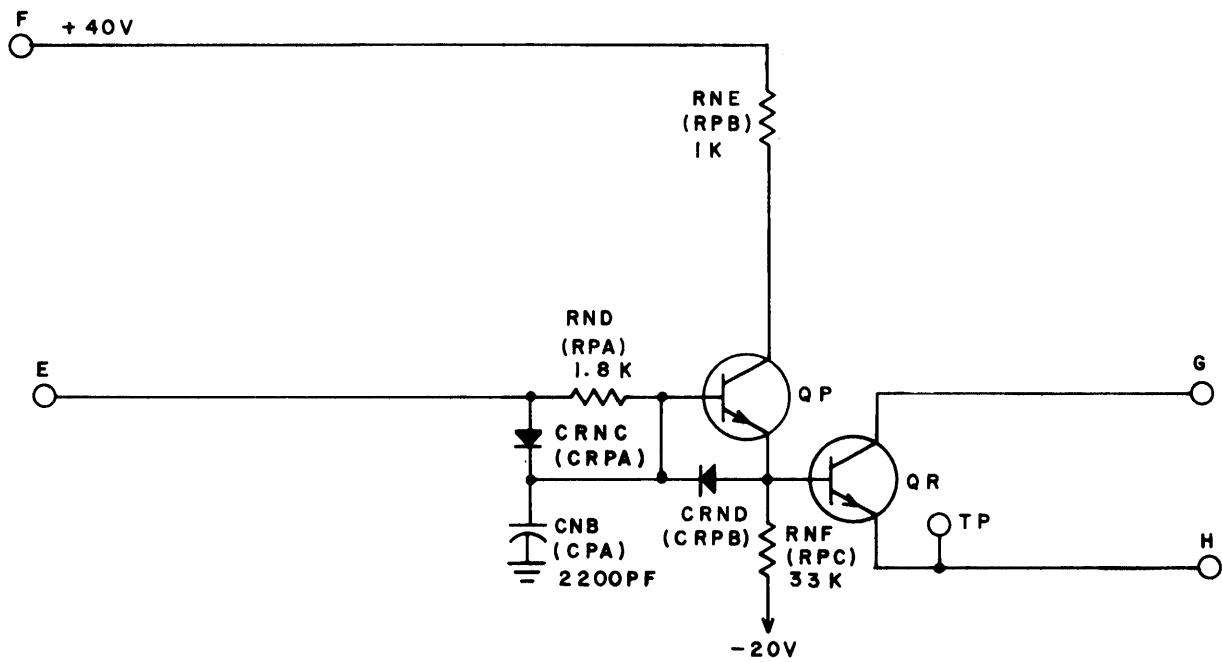 F
+40V
RNE
(RPB)
1K
RND
(RPA)
1.8K
E
G
QP
CRNC
(CRPA)
QR
CRND
(CRPB)
TP
CNB
(CPA)
2200PF
RNF
(RPC)
33K
H
-20V